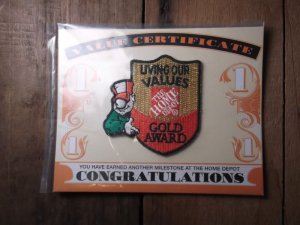 VALUE CERTIFICATE
1
1
LIVING OUR
VALUES
THE HOME
DEPOT
GOLD
AWARD
1
1
YOU HAVE EARNED ANOTHER MILESTONE AT THE HOME DEPOT
CONGRATULATIONS